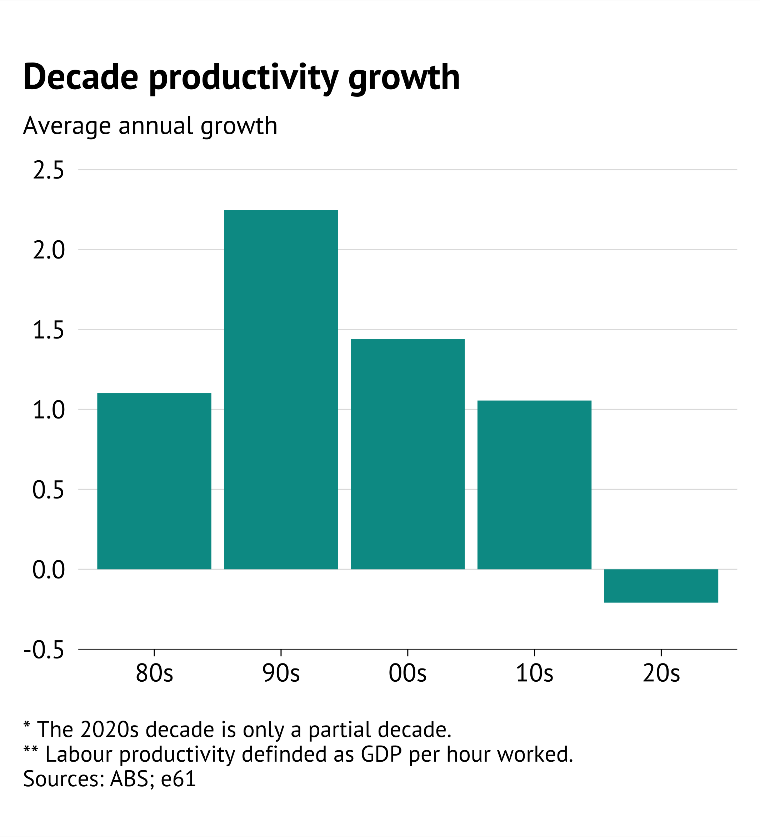 Decade productivity growth
Average annual growth
2.5
2.0
1.5
1.0
0.5
0.0
-0.5
80s 90s 00s 10s 20s
* The 2020s decade is only a partial decade.
** Labour productivity definded as GDP per hour worked.
Sources: ABS; e61